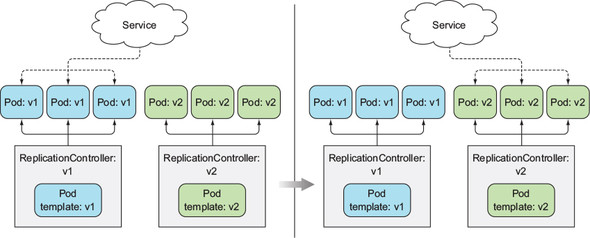 Service
Pod: v1
Pod: v1
Pod: v1
Pod: v2
Pod: v2
Pod: v2
ReplicationController:
v1
Pod
template: v1
ReplicationController:
v2
Pod
template: v2
Service
Pod: v1
Pod: v1
Pod: v1
Pod: v2
Pod: v2
Pod: v2
ReplicationController:
v1
Pod
template: v1
ReplicationController:
v2
Pod
template: v2